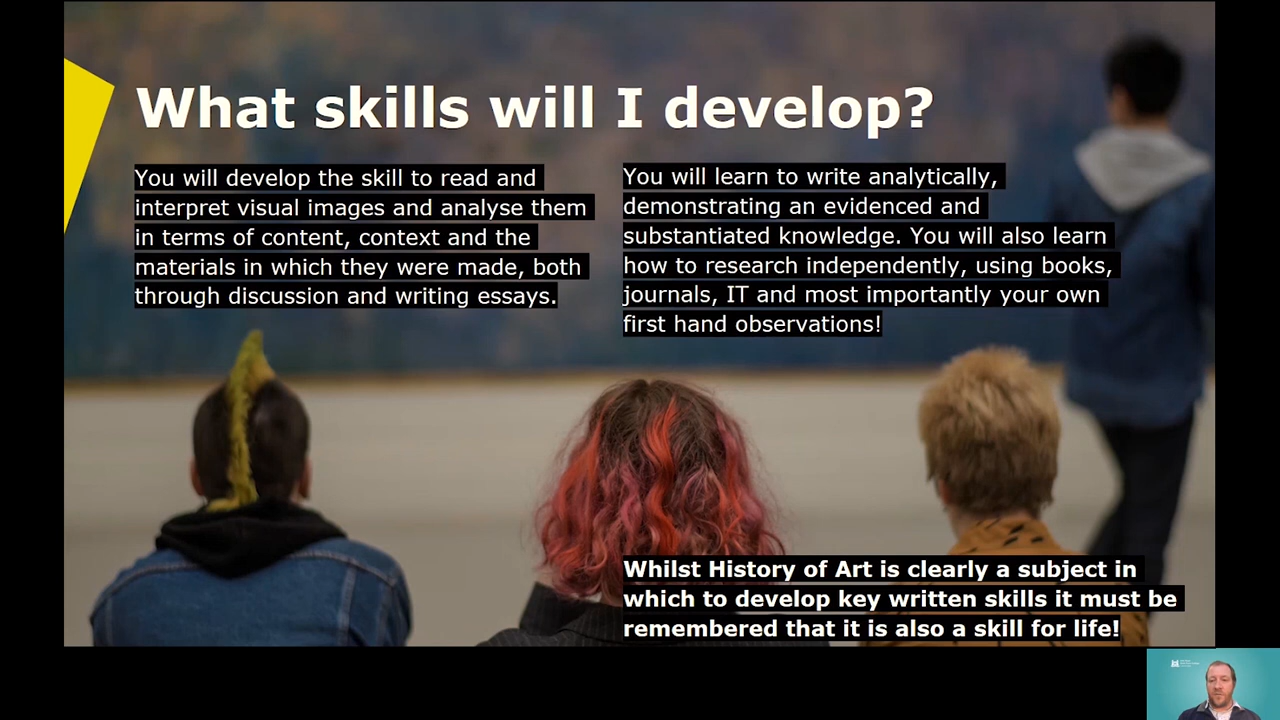 What skills will I develop?
You will develop the skill to read and
interpret visual images and analyse them
in terms of content, context and the
materials in which they were made, both
through discussion and writing essays.
You will learn to write analytically,
demonstrating an evidenced and
substantiated knowledge. You will also learn
how to research independently, using books,
journals, IT and most importantly your own
first hand observations!
Whilst History of Art is clearly a subject in
which to develop key written skills it must be
remembered that it is also a skill for life!